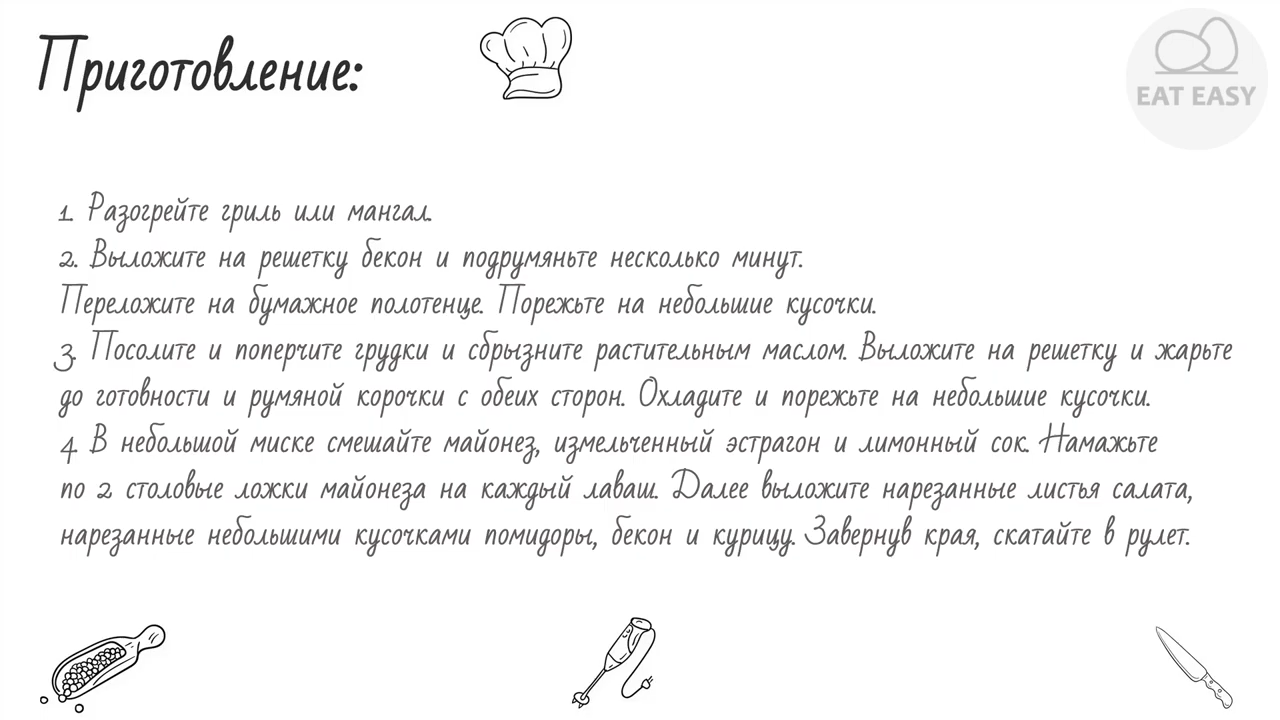 Приготовление:
EAT EASY
1. Разогрейте гриль или мангал.
2. Выложите на решетку бекон и подрумяньте несколько минут.
Переложите на бумажное полотенце. Порежьте на небольшие кусочки.
3. Посолите и поперчите грудки и сбрызните растительным маслом. Выложите на решетку и жарьте
до готовности и румяной корочки с обеих сторон. Охладите и порежьте на небольшие кусочки.
4. В небольшой миске смешайте майонез, измельченный эстрагон и лимонный сок. Намажьте
по 2 столовые ложки майонеза на каждый лаваш. Далее выложите нарезанные листья салата,
нарезанные небольшими кусочками помидоры, бекон и курицу. Завернув края, скатайте в рулет.